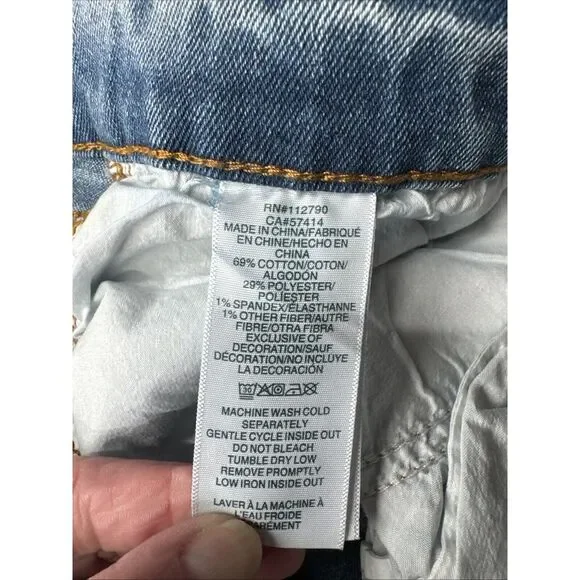 RN#112790
CA#57414
MADE IN CHINA/FABRIQUÉ
EN CHINE/HECHO EN
CHINA
69% COTTON/COTON/
ALGODÓN
29% POLYESTER/
POLIÉSTER
1% SPANDEX/ÉLASTHANNE
1% OTHER FIBER/AUTRE
FIBRE/OTRA FIBRA
EXCLUSIVE OF
DECORATION/SAUF
DÉCORATION/NO INCLUYE
LA DECORACIÓN
30
MACHINE WASH COLD
SEPARATELY
GENTLE CYCLE INSIDE OUT
DO NOT BLEACH
TUMBLE DRY LOW
REMOVE PROMPTLY
LOW IRON INSIDE OUT
LAVER À LA MACHINE À
L'EAU FROIDE